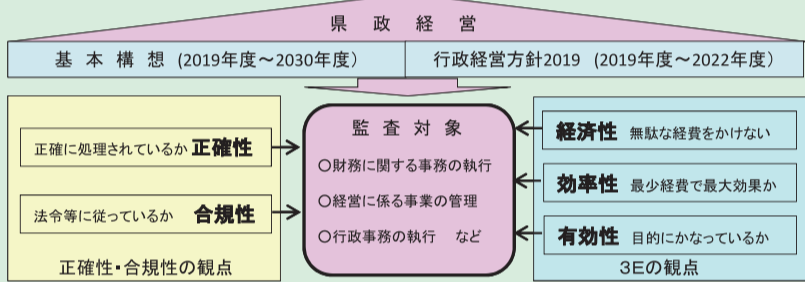 県政経営
基本構想 (2019年度～2030年度)
行政経営方針2019 (2019年度～2022年度)
正確に処理されているか 正確性
法令等に従っているか 合規性
正確性・合規性の観点
監査対象
○財務に関する事務の執行
○経営に係る事業の管理
○行政事務の執行 など
経済性 無駄な経費をかけない
効率性 最少経費で最大効果か
有効性 目的にかなっているか
3Eの観点